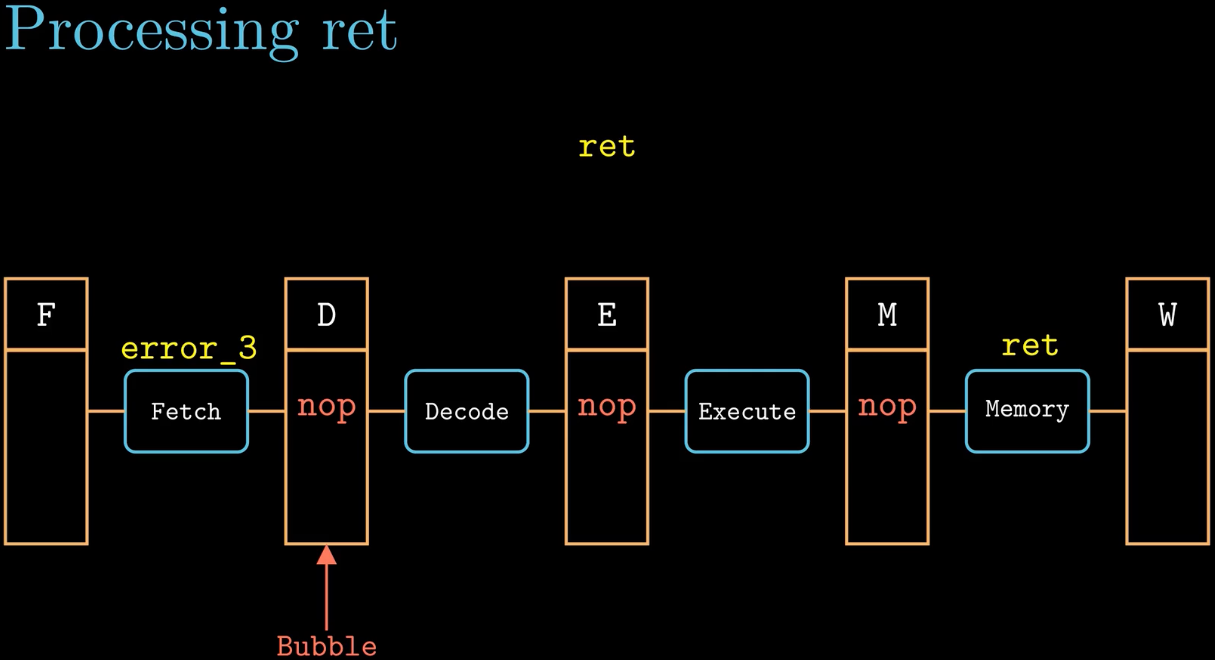 Processing ret
ret
F
D
E
M
W
error_3
ret
Fetch
nop
Decode
nop
Execute
nop
Memory
Bubble